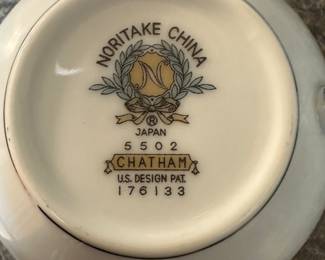 NORITAKE CHINA
N
®
JAPAN
5502
CHATHAM
U.S. DESIGN PAT.
176133